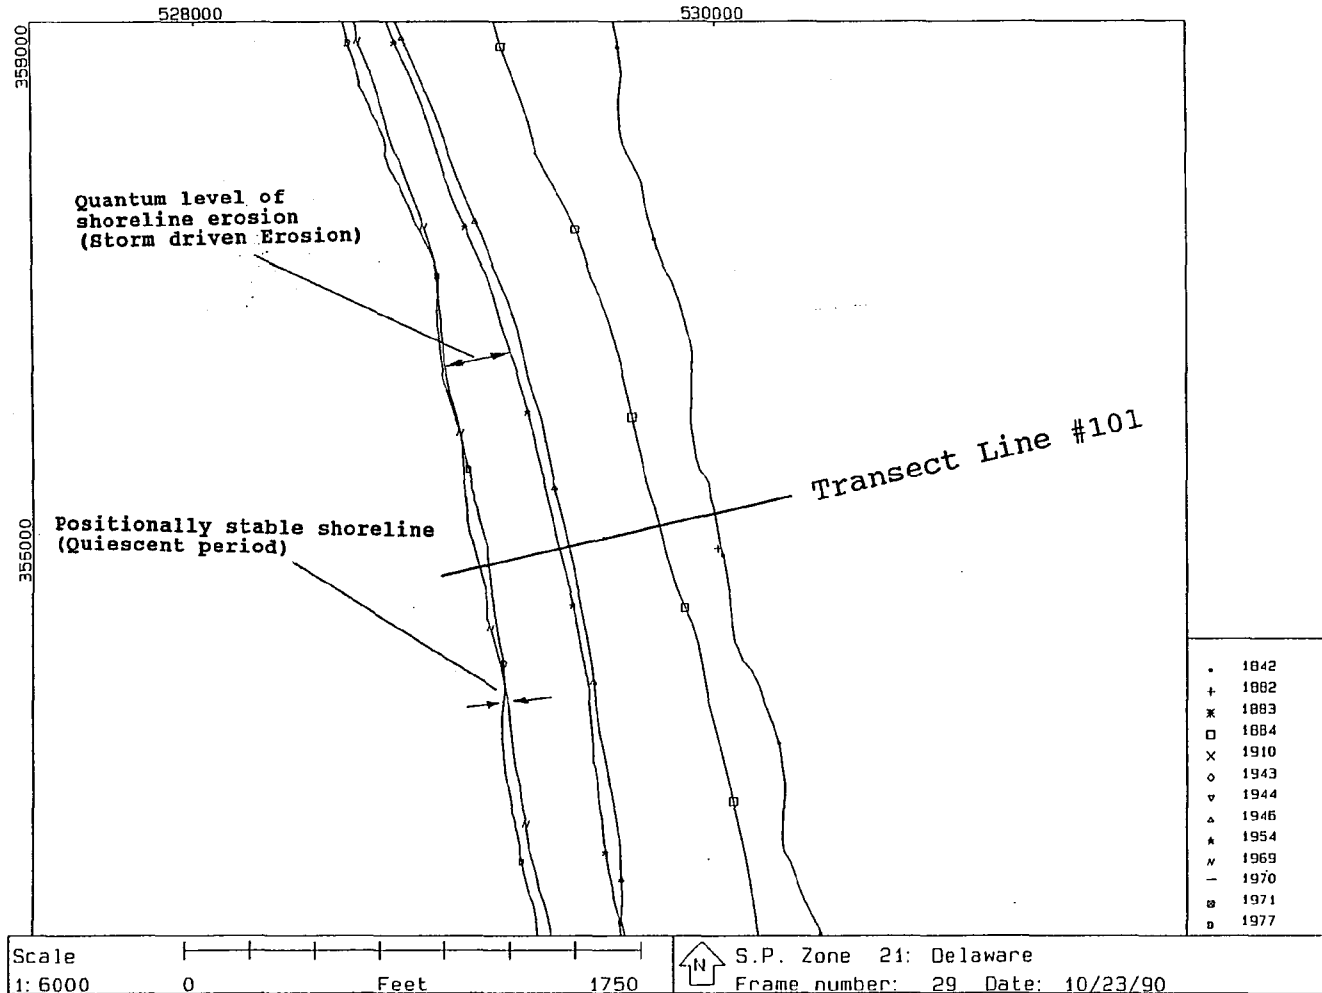 528000
530000
359000
Quantum level of
shoreline erosion
(Storm driven Erosion)
Transect Line #101
355000
Positionally stable shoreline
(Quiescent period)
1842
1882
1883
1884
1910
1943
1944
1946
1954
1969
1970
1971
1977
Scale
1: 6000
0 Feet 1750
N
S.P. Zone 21: Delaware
Frame number: 29 Date: 10/23/90